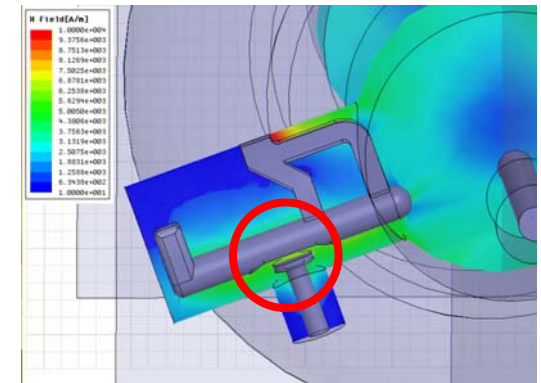 H Field[A/m]
1.0000e+004
9.3756e+003
8.7513e+003
8.1269e+003
7.5025e+003
6.8781e+003
6.2538e+003
5.6294e+003
5.0050e+003
4.3806e+003
3.7563e+003
3.1319e+003
2.5075e+003
1.8831e+003
1.2588e+003
6.3438e+002
1.0000e+001